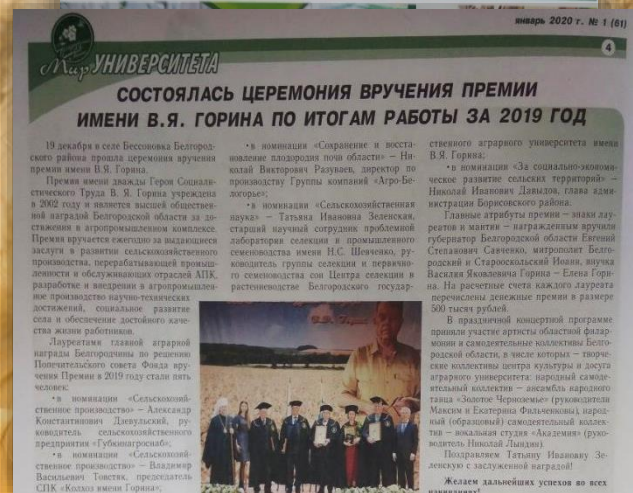 январь 2020 г. № 1 (61)
4
Мир УНИВЕРСИТЕТА
СОСТОЯЛАСЬ ЦЕРЕМОНИЯ ВРУЧЕНИЯ ПРЕМИИ
ИМЕНИ В.Я. ГОРИНА ПО ИТОГАМ РАБОТЫ ЗА 2019 ГОД
19 декабря в селе Бессоновка Белгород-
ского района прошла церемония вручения
премии имени В.Я. Горина.
Премия имени дважды Героя Социалис-
тического Труда В. Я. Горина учреждена
в 2002 году и является высшей обществен-
ной наградой Белгородской области за до-
стижения в агропромышленном комплексе.
Премия вручается ежегодно за выдающиеся
заслуги в развитии сельскохозяйственного
производства, перерабатывающей промыш-
ленности и обслуживающих отраслей АПК,
разработке и внедрении в агропромышлен-
ное производство научно-технических
достижений, социальное развитие
села и обеспечение достойного каче-
ства жизни работников.
Лауреатами главной аграрной
награды Белгородчины по решению
Попечительского совета Фонда вру-
чения Премии в 2019 году стали пять
человек:
•в номинации «Сельскохозяй-
ственное производство» – Александр
Константинович Дзевульский, ру-
ководитель сельскохозяйственного
предприятия «Губкинагроснаб»;
•в номинации «Сельскохозяй-
ственное производство» – Владимир
Васильевич Товстяк, председатель
СПК «Колхоз имени Горина»;
•в номинации «Сохранение и восста-
новление плодородия почв области» – Ни-
колай Викторович Разуваев, директор по
производству Группы компаний «Агро-Бе-
логорье»;
•в номинации «Сельскохозяйственная
наука» – Татьяна Ивановна Зеленская,
старший научный сотрудник проблемной
лаборатории селекции и промышленного
семеноводства имени Н.С. Шевченко, ру-
ководитель группы селекции и первично-
го семеноводства сои Центра селекции в
растениеводстве Белгородского государ-
ственного аграрного университета имени
В.Я. Горина;
•в номинации «За социально-экономи-
ческое развитие сельских территорий» –
Николай Иванович Давыдов, глава адми-
нистрации Борисовского района.
Главные атрибуты премии – знаки лау-
реатов и мантии – награжденным вручили
губернатор Белгородской области Евгений
Степанович Савченко, митрополит Белго-
родский и Старооскольский Иоанн, внучка
Василия Яковлевича Горина – Елена Гори-
на. На расчетные счета каждого лауреата
перечислены денежные премии в размере
500 тысяч рублей.
В праздничной концертной программе
приняли участие артисты областной филар-
монии и самодеятельные коллективы Белго-
родской области, в числе которых – творче-
ские коллективы центра культуры и досуга
аграрного университета: народный самоде-
ятельный коллектив – ансамбль народного
танца «Золотое Черноземье» (руководители
Максим и Екатерина Фильченковы), народ-
ный (образцовый) самодеятельный коллек-
тив – вокальная студия «Академия» (руко-
водитель Николай Лындин).
Поздравляем Татьяну Ивановну Зе-
ленскую с заслуженной наградой!
Желаем дальнейших успехов во всех
начинаниях!